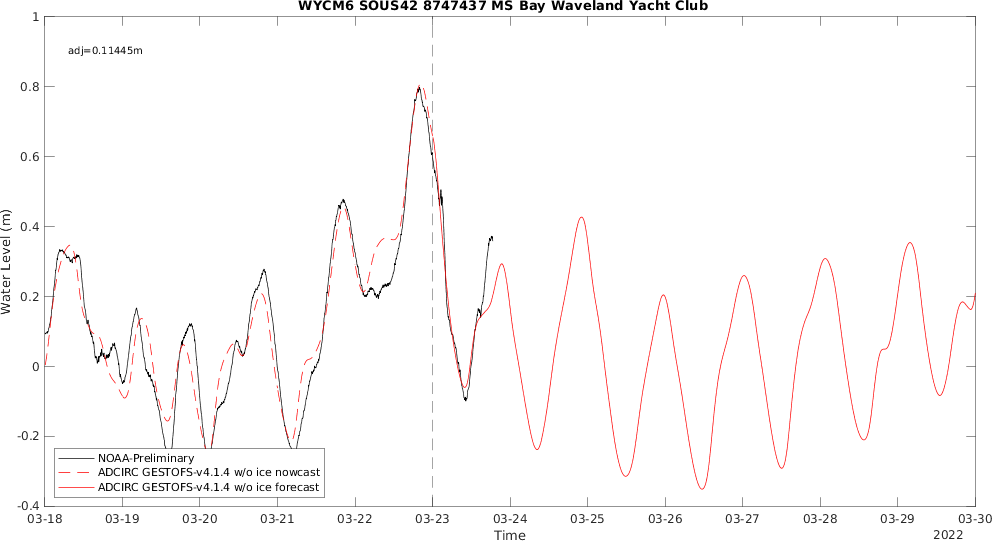 WYCM6 SOUS42 8747437 MS Bay Waveland Yacht Club
adj=0.11445m
Water Level (m)
1
0.8
0.6
0.4
0.2
0
-0.2
-0.4
NOAA-Preliminary
ADCIRC GESTOFS-v4.1.4 w/o ice nowcast
ADCIRC GESTOFS-v4.1.4 w/o ice forecast
03-18 03-19 03-20 03-21 03-22 03-23 03-24 03-25 03-26 03-27 03-28 03-29 03-30
Time
2022